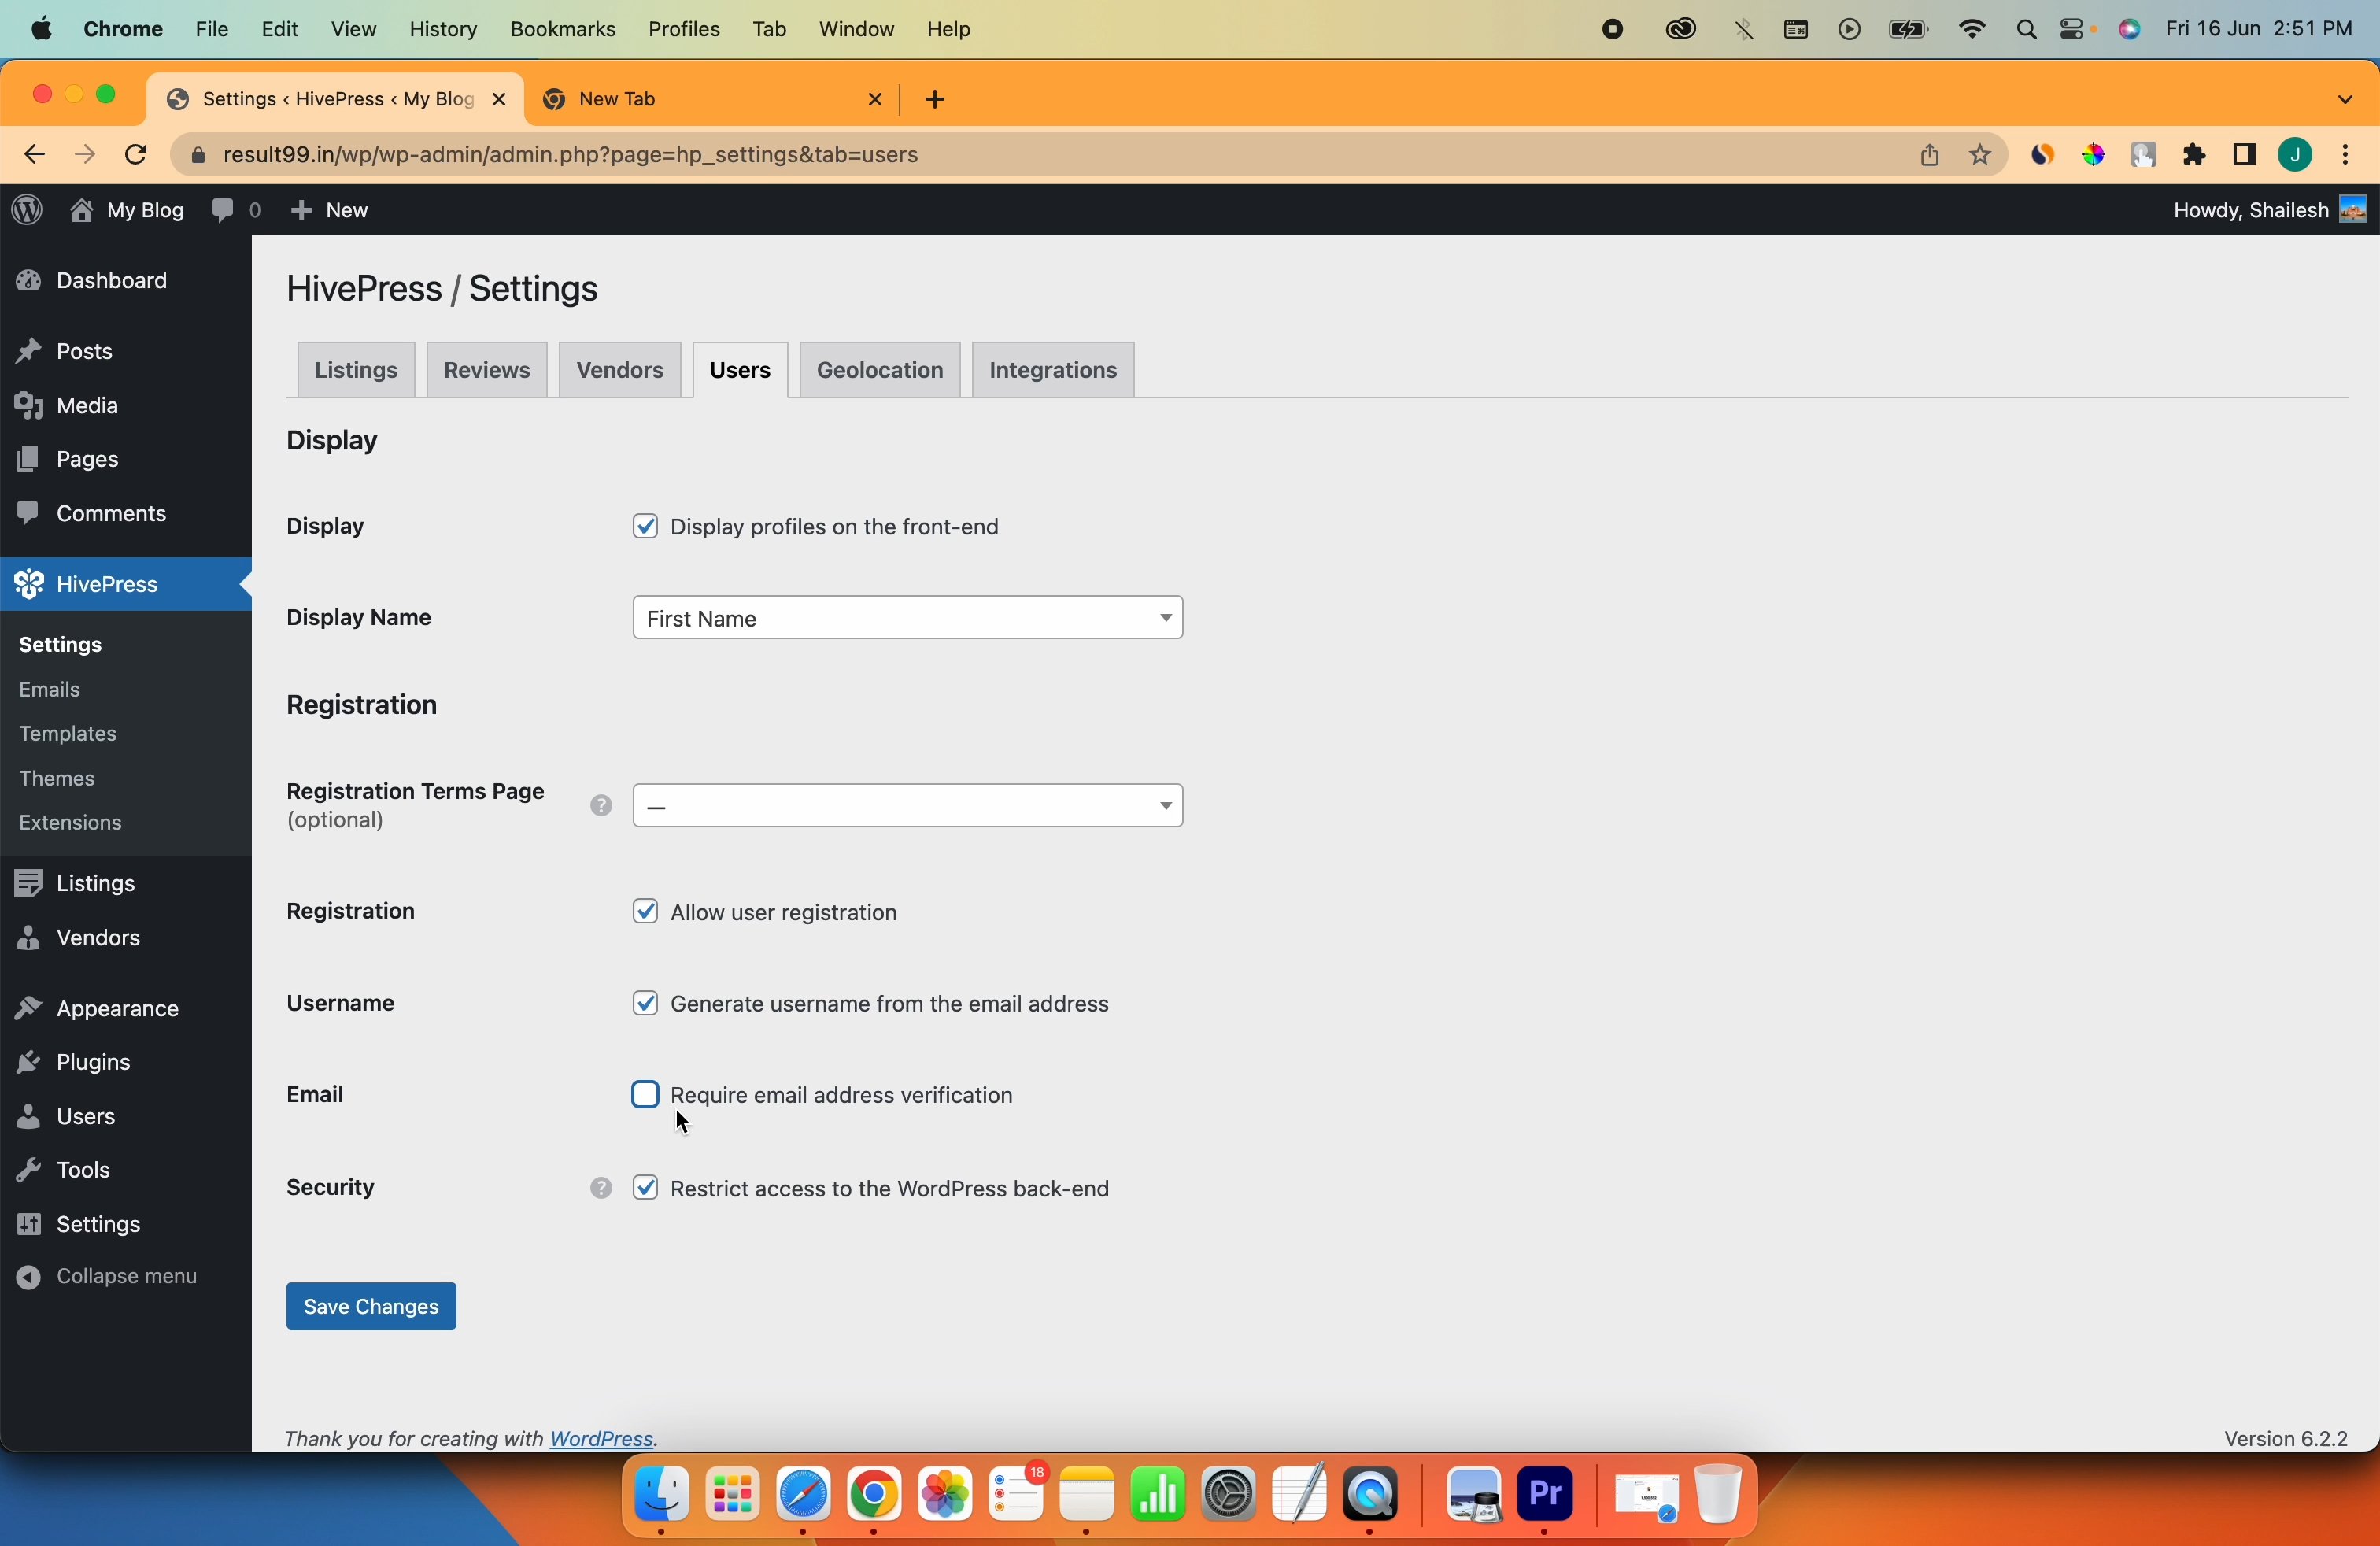 Chrome File Edit View History Bookmarks Profiles Tab Window Help Fri 16 Jun 2:51 PM
Settings ‹ HivePress ‹ My Blog New Tab
result99.in/wp/wp-admin/admin.php?page=hp_settings&tab=users J
My Blog 0 New Howdy, Shailesh
Dashboard
Posts
Media
Pages
Comments
HivePress
Settings
Emails
Templates
Themes
Extensions
Listings
Vendors
Appearance
Plugins
Users
Tools
Settings
Collapse menu
HivePress / Settings
Listings Reviews Vendors Users Geolocation Integrations
Display
Display Display profiles on the front-end
Display Name First Name
Registration
Registration Terms Page
(optional) ? —
Registration Allow user registration
Username Generate username from the email address
Email Require email address verification
Security ? Restrict access to the WordPress back-end
Save Changes
Thank you for creating with WordPress. Version 6.2.2
18
Pr